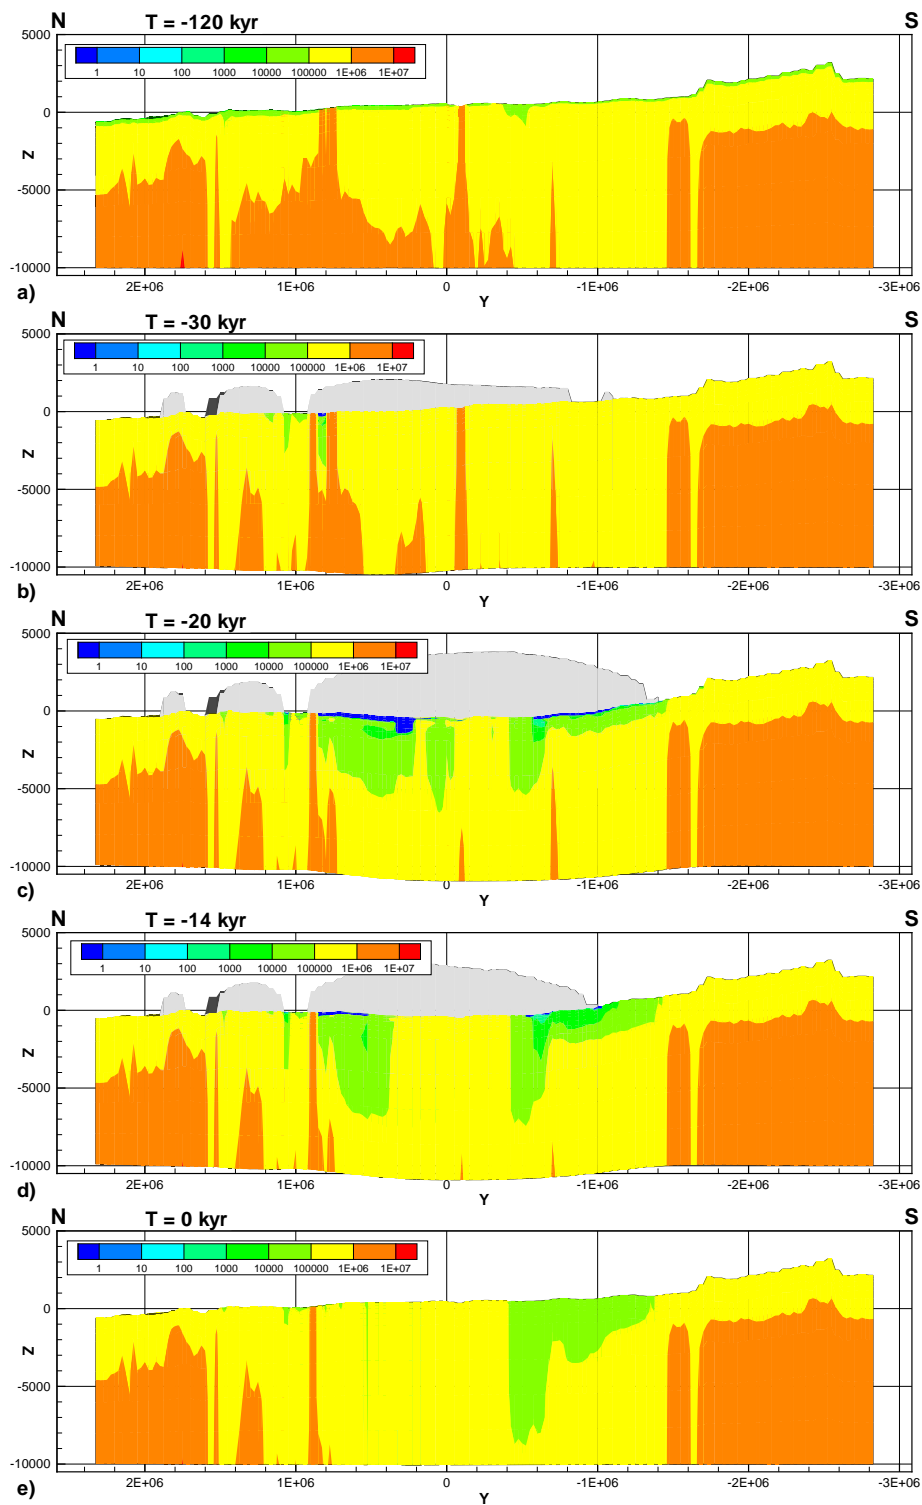 N T = -120 kyr S
5000
1 10 100 1000 10000 100000 1E+06 1E+07
0
Z
-5000
-10000
2E+06 1E+06 0 -1E+06 -2E+06 -3E+06
a) Y
N T = -30 kyr S
5000
1 10 100 1000 10000 100000 1E+06 1E+07
0
Z
-5000
-10000
2E+06 1E+06 0 -1E+06 -2E+06 -3E+06
b) Y
N T = -20 kyr S
5000
1 10 100 1000 10000 100000 1E+06 1E+07
0
Z
-5000
-10000
2E+06 1E+06 0 -1E+06 -2E+06 -3E+06
c) Y
N T = -14 kyr S
5000
1 10 100 1000 10000 100000 1E+06 1E+07
0
Z
-5000
-10000
2E+06 1E+06 0 -1E+06 -2E+06 -3E+06
d) Y
N T = 0 kyr S
5000
1 10 100 1000 10000 100000 1E+06 1E+07
0
Z
-5000
-10000
2E+06 1E+06 0 -1E+06 -2E+06 -3E+06
e) Y